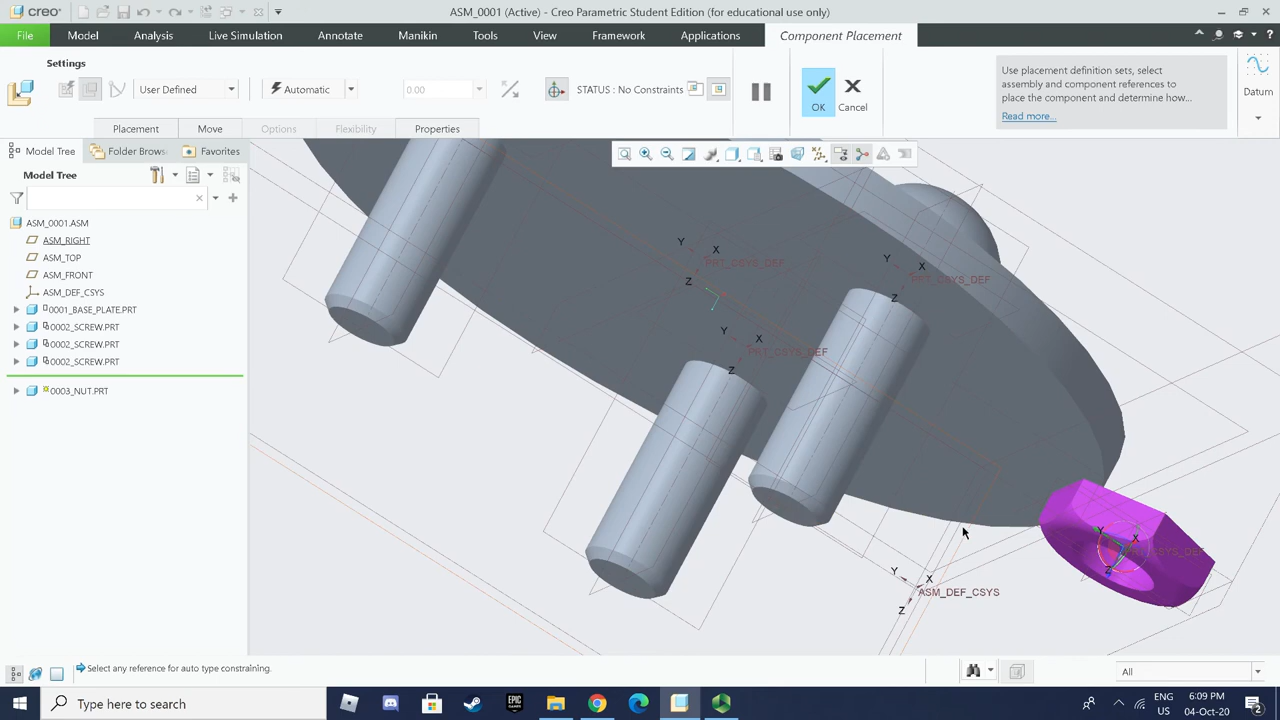 creo ASM_0001 (Active) - Creo Parametric Student Edition (for educational use only)
File Model Analysis Live Simulation Annotate Manikin Tools View Framework Applications Component Placement
Settings
User Defined Automatic 0.00 STATUS : No Constraints
OK Cancel
Use placement definition sets, select
assembly and component references to
place the component and determine how...
Read more...
Datum
Placement Move Options Flexibility Properties
Model Tree Folder Brows Favorites
Model Tree
ASM_0001.ASM
ASM_RIGHT
ASM_TOP
ASM_FRONT
ASM_DEF_CSYS
0001_BASE_PLATE.PRT
0002_SCREW.PRT
0002_SCREW.PRT
0002_SCREW.PRT
0003_NUT.PRT
Y X
PRT_CSYS_DEF
Z
Y X
PRT_CSYS_DEF
Z
Y X
PRT_CSYS_DEF
Z
Y X
PRT_CSYS_DEF
Z
Y X
ASM_DEF_CSYS
Z
Select any reference for auto type constraining.
All
Type here to search
EPIC GAMES
ENG
US
6:09 PM
04-Oct-20
2